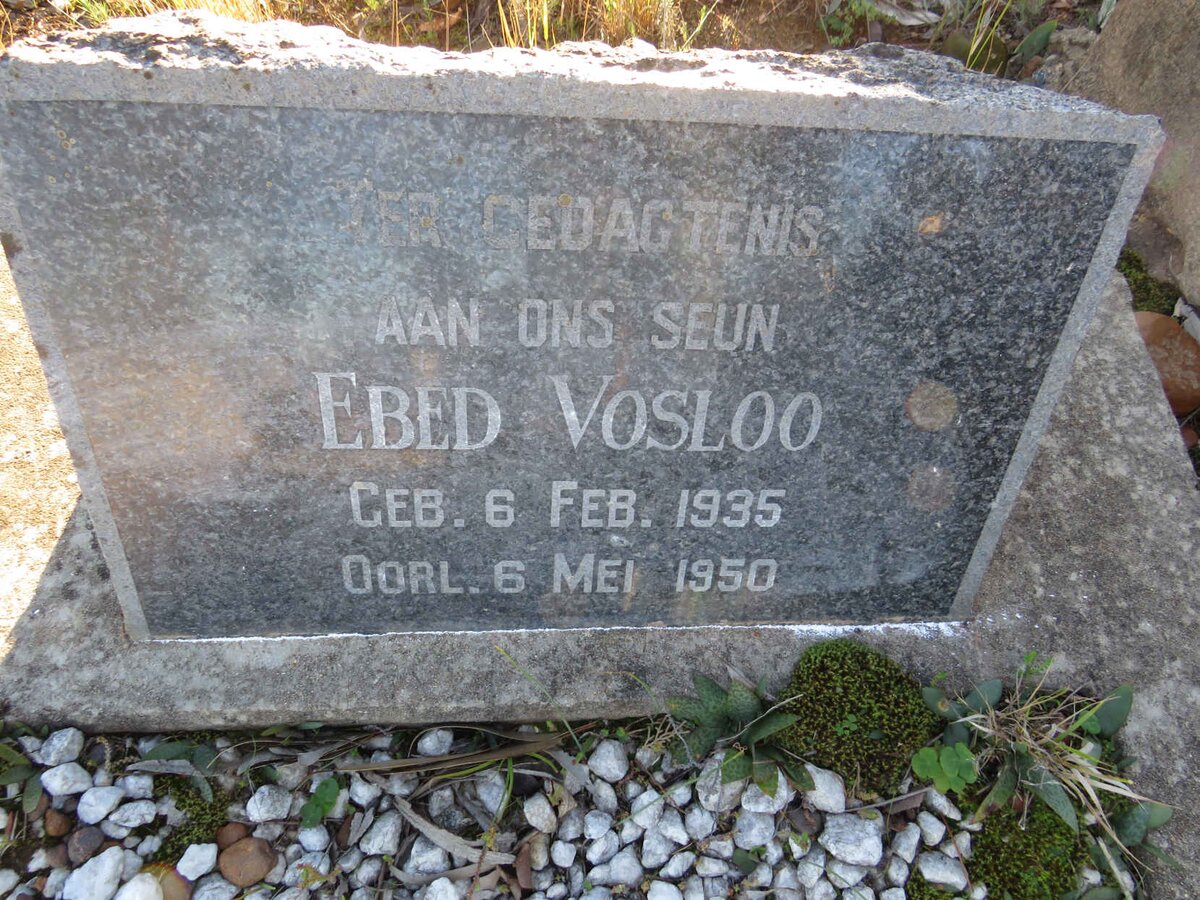 TER GEDAGTENIS
AAN ONS SEUN
EBED VOSLOO
GEB. 6 FEB. 1935
OORL. 6 MEI 1950